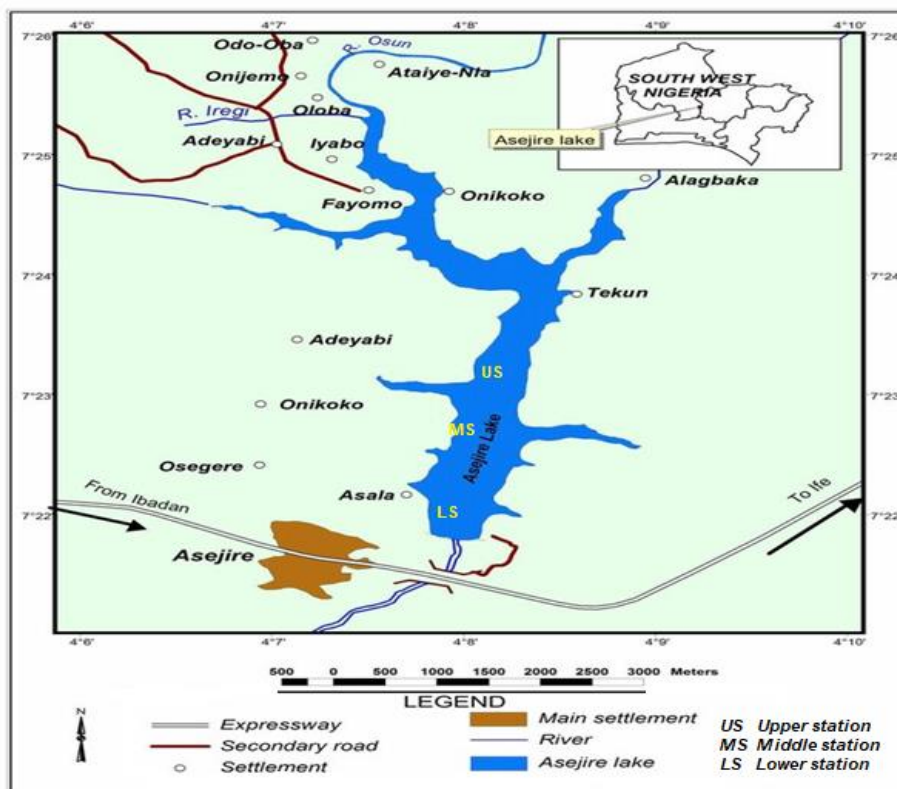 4°6' 4°7' 4°8' 4°9' 4°10'
7°26' 7°26'
Odo-Oba
R. Osun
Onijemo
Ataiye-Nla
SOUTH WEST
NIGERIA
Oloba
R. Iregi
Asejire lake
Adeyabi
Iyabo
7°25' 7°25'
Alagbaka
Fayomo
Onikoko
7°24' 7°24'
Tekun
Adeyabi
US
7°23' 7°23'
Onikoko
MS
Asejire Lake
Osegere
Asala
From Ibadan
To Ife
7°22' 7°22'
LS
Asejire
4°6' 4°7' 4°8' 4°9' 4°10'
500 0 500 1000 1500 2000 2500 3000 Meters
LEGEND
N
Expressway
Secondary road
Settlement
Main settlement
River
Asejire lake
US Upper station
MS Middle station
LS Lower station